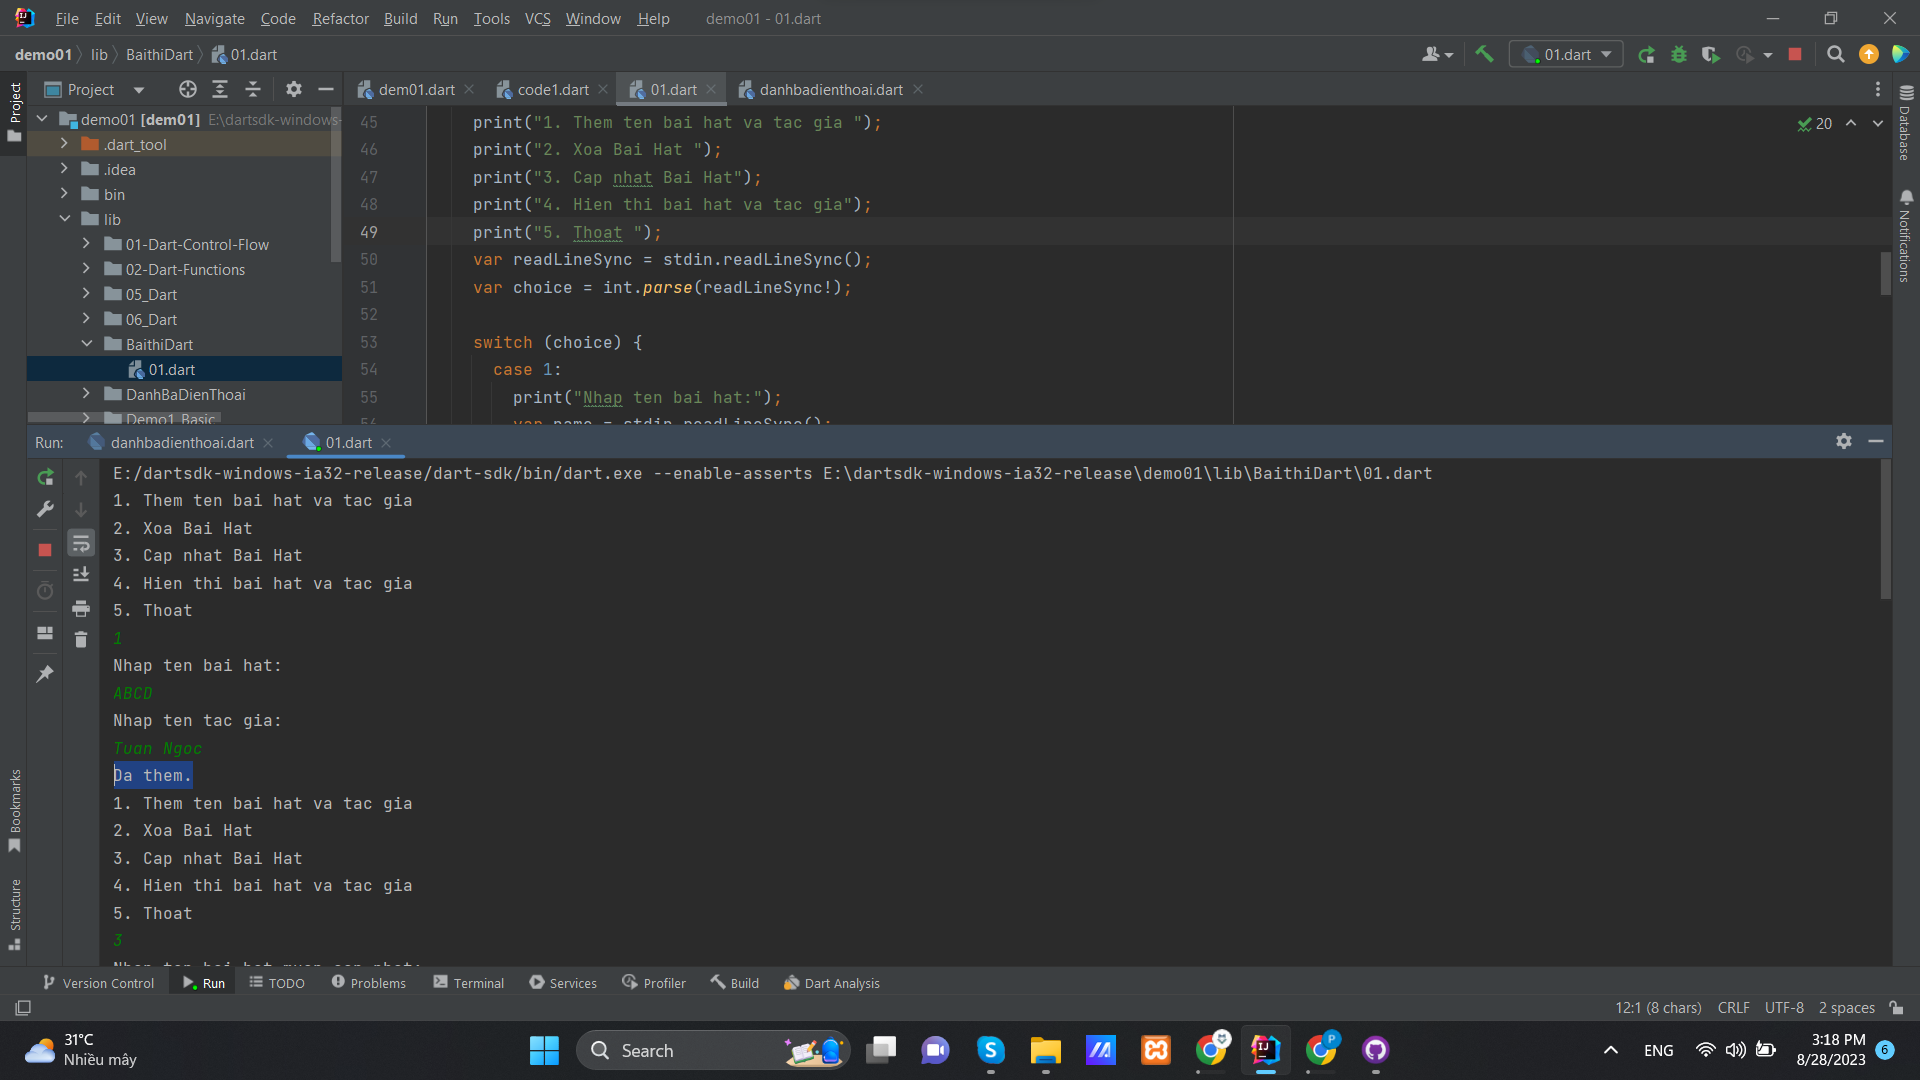 File Edit View Navigate Code Refactor Build Run Tools VCS Window Help demo01 - 01.dart
demo01 lib BaithiDart 01.dart
01.dart
Project
dem01.dart code1.dart 01.dart danhbadienthoai.dart
Project
demo01 [dem01] E:\dartsdk-windows-
.dart_tool
.idea
bin
lib
01-Dart-Control-Flow
02-Dart-Functions
05_Dart
06_Dart
BaithiDart
01.dart
DanhBaDienThoai
Demo1_Basic
20
45 print("1. Them ten bai hat va tac gia ");
46 print("2. Xoa Bai Hat ");
47 print("3. Cap nhat Bai Hat");
48 print("4. Hien thi bai hat va tac gia");
49 print("5. Thoat ");
50 var readLineSync = stdin.readLineSync();
51 var choice = int.parse(readLineSync!);
52
53 switch (choice) {
54 case 1:
55 print("Nhap ten bai hat:");
56 var name = stdin.readLineSync();
Database
Notifications
Run: danhbadienthoai.dart 01.dart
E:/dartsdk-windows-ia32-release/dart-sdk/bin/dart.exe --enable-asserts E:\dartsdk-windows-ia32-release\demo01\lib\BaithiDart\01.dart
1. Them ten bai hat va tac gia
2. Xoa Bai Hat
3. Cap nhat Bai Hat
4. Hien thi bai hat va tac gia
5. Thoat
1
Nhap ten bai hat:
ABCD
Nhap ten tac gia:
Tuan Ngoc
Da them.
1. Them ten bai hat va tac gia
2. Xoa Bai Hat
3. Cap nhat Bai Hat
4. Hien thi bai hat va tac gia
5. Thoat
3
Bookmarks
Structure
Version Control Run TODO Problems Terminal Services Profiler Build Dart Analysis
12:1 (8 chars) CRLF UTF-8 2 spaces
31°C
Nhiều mây
Search
ENG
3:18 PM
8/28/2023
6